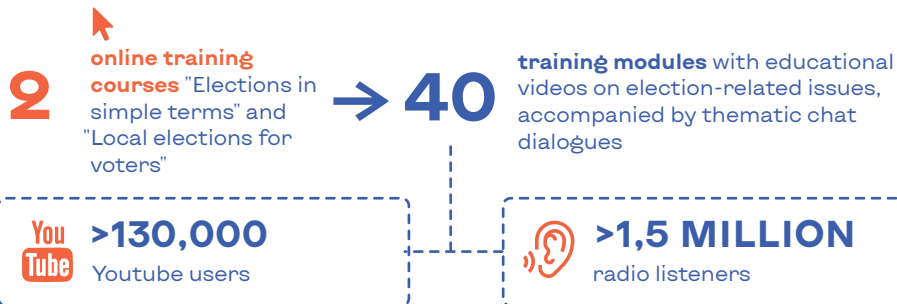 2
online training
courses "Elections in
simple terms" and
"Local elections for
voters"
40
training modules with educational
videos on election-related issues,
accompanied by thematic chat
dialogues
You
Tube
>130,000
Youtube users
>1,5 MILLION
radio listeners